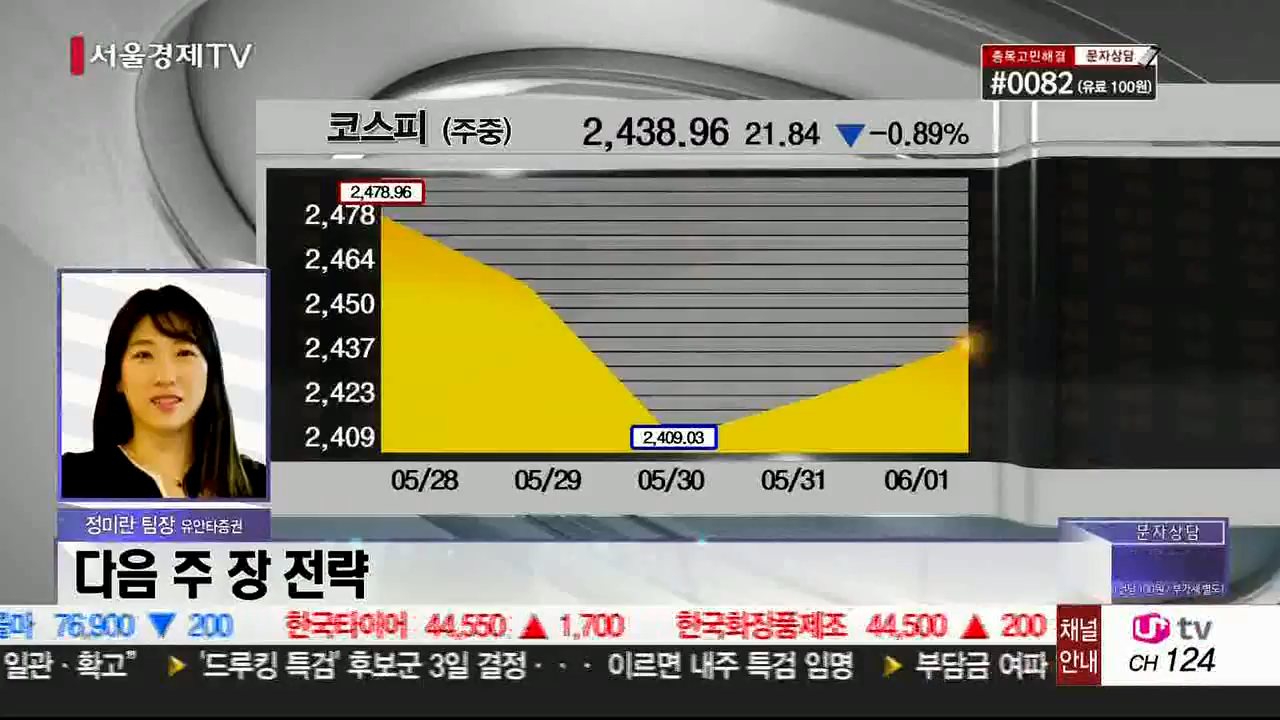 서울경제TV
종목고민해결 문자상담
#0082 (유료 100원)
코스피 (주중) 2,438.96 21.84 ▼-0.89%
2,478.96
2,478
2,464
2,450
2,437
2,423
2,409
2,409.03
05/28 05/29 05/30 05/31 06/01
정미란 팀장 유안타증권
다음 주 장 전략
문자상담
76,900 ▼ 200 한국타이어 44,550 ▲ 1,700 한국화장품제조 44,500 ▲ 200
일관·확고” ▶ '드루킹 특검' 후보군 3일 결정··· 이르면 내주 특검 임명 ▶ 부담금 여파
채널
안내
U+ tv
CH 124